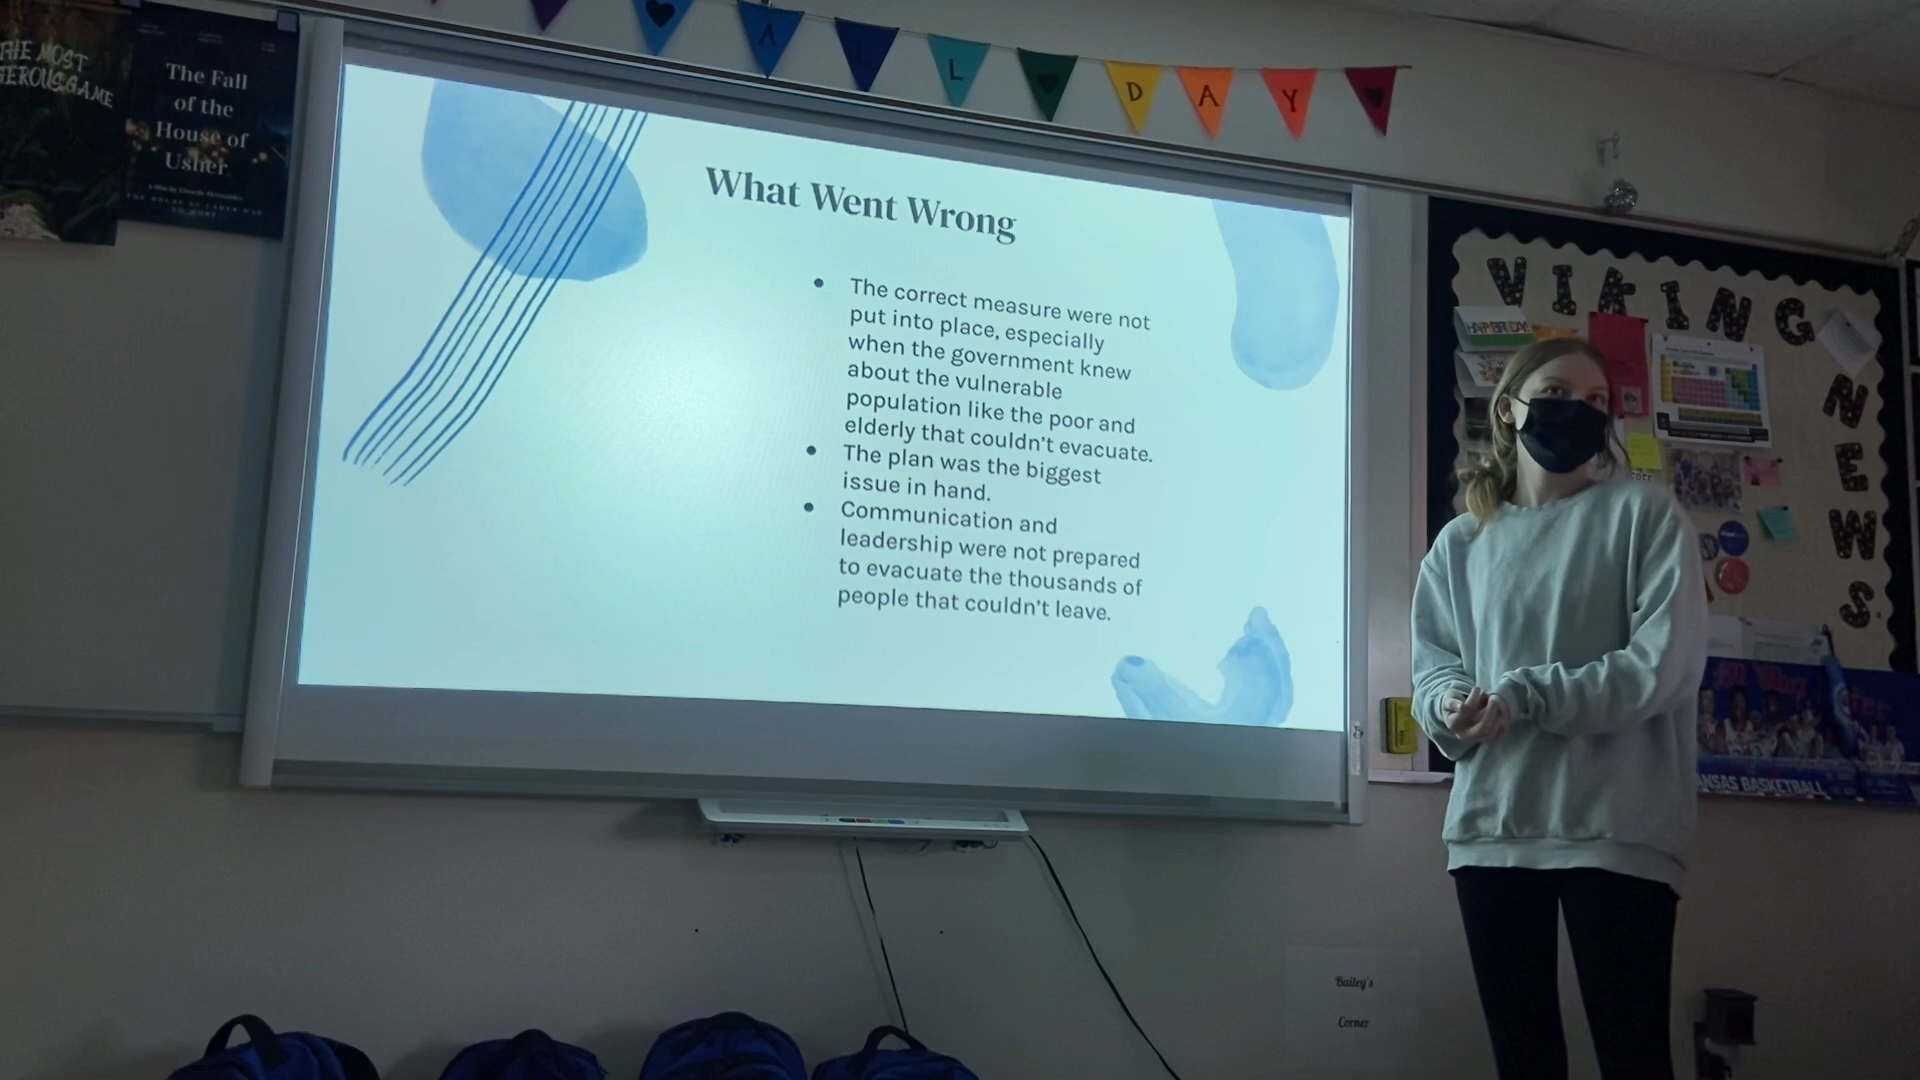 THE MOST
GEROUS GAME
The Fall
of the
House of
Usher
A L L DAY
What Went Wrong
• The correct measure were not
put into place, especially
when the government knew
about the vulnerable
population like the poor and
elderly that couldn't evacuate.
• The plan was the biggest
issue in hand.
• Communication and
leadership were not prepared
to evacuate the thousands of
people that couldn't leave.
VIKING
NEWS
NSAS BASKETBALL
Bailey's
Corner